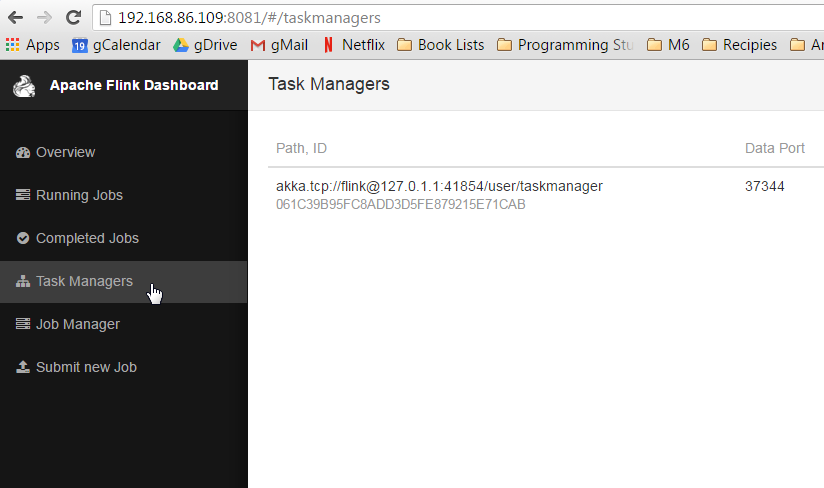 192.168.86.109:8081/#/taskmanagers
Apps gCalendar gDrive gMail Netflix Book Lists Programming Stu M6 Recipies
19
Apache Flink Dashboard
Task Managers
Overview
Running Jobs
Completed Jobs
Task Managers
Job Manager
Submit new Job
Path, ID Data Port
akka.tcp://flink@127.0.1.1:41854/user/taskmanager 37344
061C39B95FC8ADD3D5FE879215E71CAB